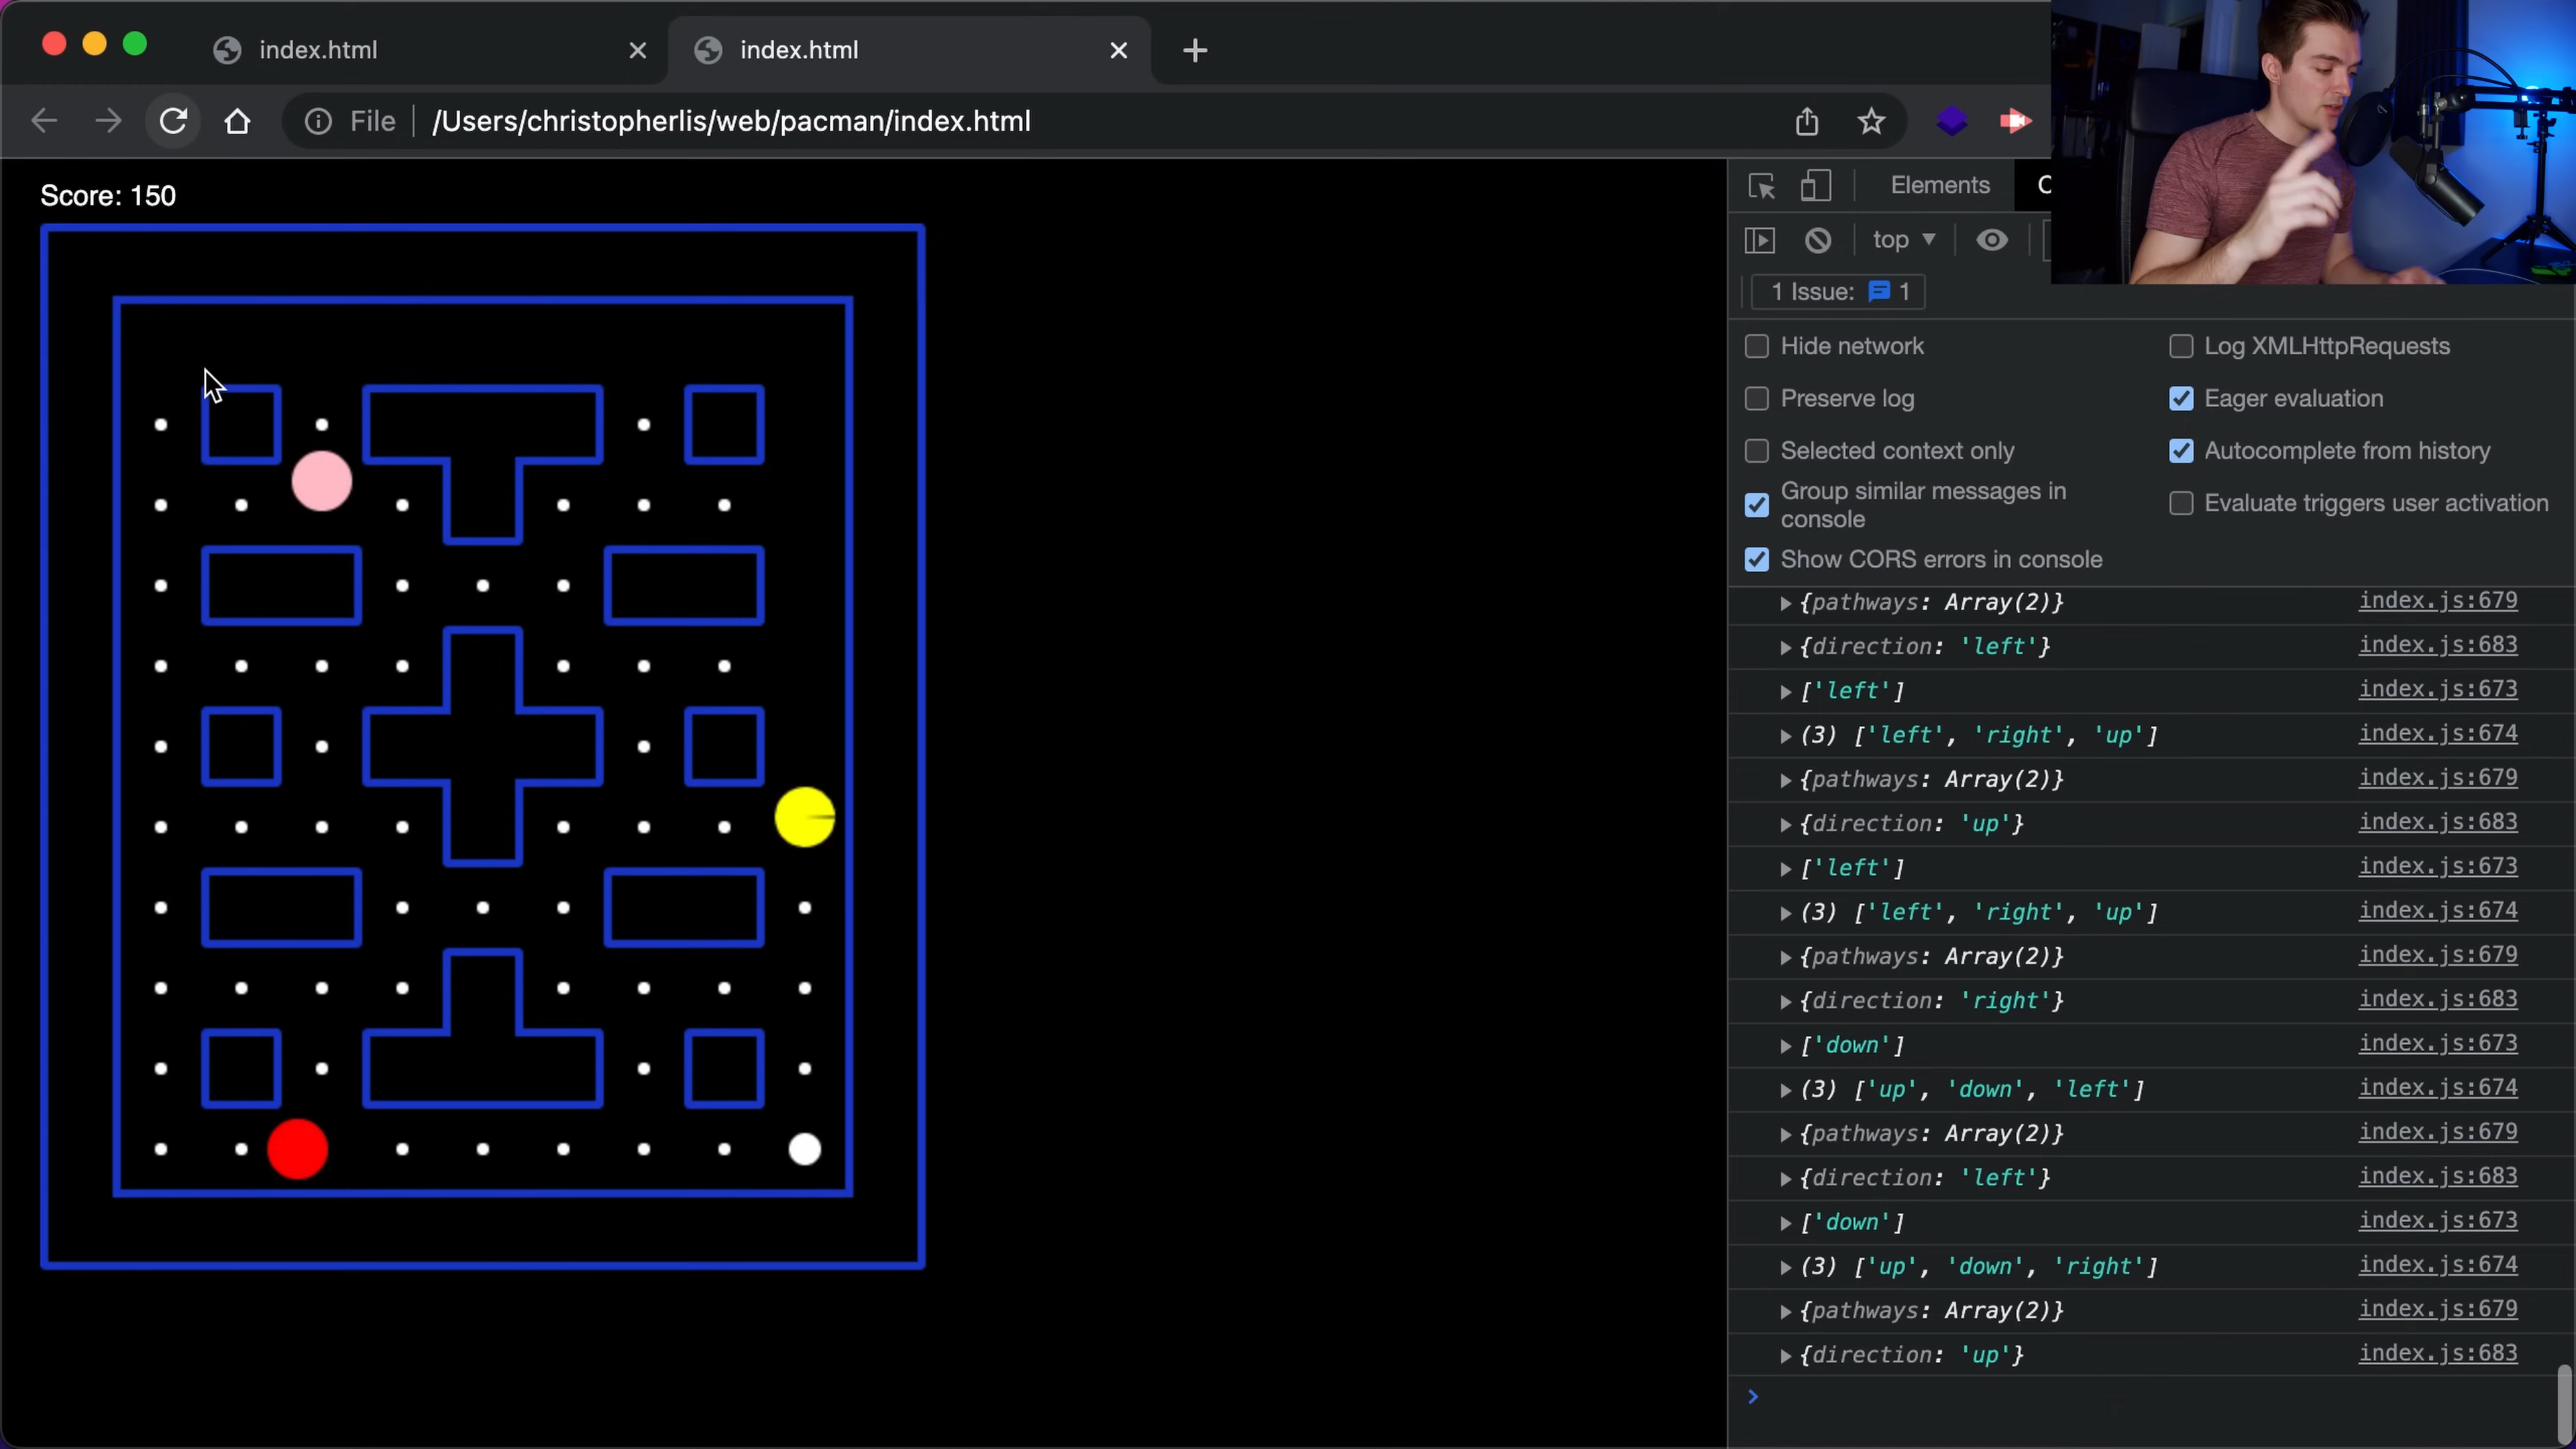 index.html
index.html
File
/Users/christopherlis/web/pacman/index.html
Score: 150
Elements
top
1 Issue: 1
Hide network
Log XMLHttpRequests
Preserve log
Eager evaluation
Selected context only
Autocomplete from history
Group similar messages in
console
Evaluate triggers user activation
Show CORS errors in console
{pathways: Array(2)} index.js:679
{direction: 'left'} index.js:683
['left'] index.js:673
(3) ['left', 'right', 'up'] index.js:674
{pathways: Array(2)} index.js:679
{direction: 'up'} index.js:683
['left'] index.js:673
(3) ['left', 'right', 'up'] index.js:674
{pathways: Array(2)} index.js:679
{direction: 'right'} index.js:683
['down'] index.js:673
(3) ['up', 'down', 'left'] index.js:674
{pathways: Array(2)} index.js:679
{direction: 'left'} index.js:683
['down'] index.js:673
(3) ['up', 'down', 'right'] index.js:674
{pathways: Array(2)} index.js:679
{direction: 'up'} index.js:683